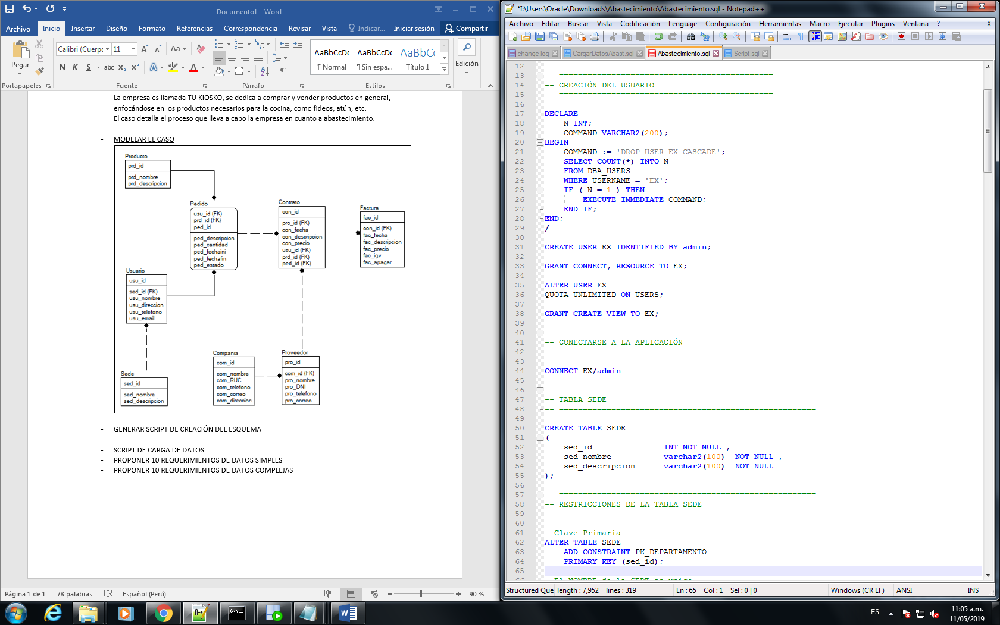 Documento1 - Word
Archivo Inicio Insertar Diseño Formato Referencias Correspondencia Revisar Vista Indicar... Iniciar sesión Compartir
Pegar
Calibri (Cuerp 11
Aa
N K S abc x₂ x²
AaBbCcDc AaBbCcDc AaBbC
¶ Normal ¶ Sin espa... Título 1
Edición
Portapapeles Fuente Párrafo Estilos
La empresa es llamada TU KIOSKO, se dedica a comprar y vender productos en general,
enfocándose en los productos necesarios para la cocina, como fideos, atún, etc.
El caso detalla el proceso que lleva a cabo la empresa en cuanto a abastecimiento.
- MODELAR EL CASO
Producto
prd_id
prd_nombre
prd_descripcion
Pedido
usu_id (FK)
prd_id (FK)
ped_id
ped_descripcion
ped_cantidad
ped_fechaini
ped_fechafin
ped_estado
Contrato
con_id
pro_id (FK)
con_fecha
con_descripcion
con_precio
usu_id (FK)
prd_id (FK)
ped_id (FK)
Factura
fac_id
con_id (FK)
fac_fecha
fac_descripcion
fac_precio
fac_igv
fac_apagar
Usuario
usu_id
sed_id (FK)
usu_nombre
usu_direccion
usu_telefono
usu_email
Sede
sed_id
sed_nombre
sed_descripcion
Compania
com_id
com_nombre
com_RUC
com_telefono
com_correo
com_direccion
Proveedor
pro_id
com_id (FK)
pro_nombre
pro_DNI
pro_telefono
pro_correo
- GENERAR SCRIPT DE CREACIÓN DEL ESQUEMA
- SCRIPT DE CARGA DE DATOS
- PROPONER 10 REQUERIMIENTOS DE DATOS SIMPLES
- PROPONER 10 REQUERIMIENTOS DE DATOS COMPLEJAS
Página 1 de 1 78 palabras Español (Perú) 90 %
*I:\Users\Oracle\Downloads\Abastecimiento\Abastecimiento.sql - Notepad++
Archivo Editar Buscar Vista Codificación Lenguaje Configuración Herramientas Macro Ejecutar Plugins Ventana ? X
change.log CargarDatosAbast.sql Abastecimiento.sql Script.sql
12
13 -- =============================================
14 -- CREACIÓN DEL USUARIO
15 -- =============================================
16
17 DECLARE
18 N INT;
19 COMMAND VARCHAR2(200);
20 BEGIN
21 COMMAND := 'DROP USER EX CASCADE';
22 SELECT COUNT(*) INTO N
23 FROM DBA_USERS
24 WHERE USERNAME = 'EX';
25 IF ( N = 1 ) THEN
26 EXECUTE IMMEDIATE COMMAND;
27 END IF;
28 END;
29 /
30
31 CREATE USER EX IDENTIFIED BY admin;
32
33 GRANT CONNECT, RESOURCE TO EX;
34
35 ALTER USER EX
36 QUOTA UNLIMITED ON USERS;
37
38 GRANT CREATE VIEW TO EX;
39
40 -- =============================================
41 -- CONECTARSE A LA APLICACIÓN
42 -- =============================================
43
44 CONNECT EX/admin
45
46 -- ======================================================
47 -- TABLA SEDE
48 -- ======================================================
49
50 CREATE TABLE SEDE
51 (
52 sed_id INT NOT NULL ,
53 sed_nombre varchar2(100) NOT NULL ,
54 sed_descripcion varchar2(100) NOT NULL
55 );
56
57 -- ======================================================
58 -- RESTRICCIONES DE LA TABLA SEDE
59 -- ======================================================
60
61 --Clave Primaria
62 ALTER TABLE SEDE
63 ADD CONSTRAINT PK_DEPARTAMENTO
64 PRIMARY KEY (sed_id);
65
66 El NOMBRE de la SEDE es unico
Structured Que length : 7,952 lines : 319 Ln : 65 Col : 1 Sel : 0 | 0 Windows (CR LF) ANSI INS
ES 11:05 a.m.
11/05/2019